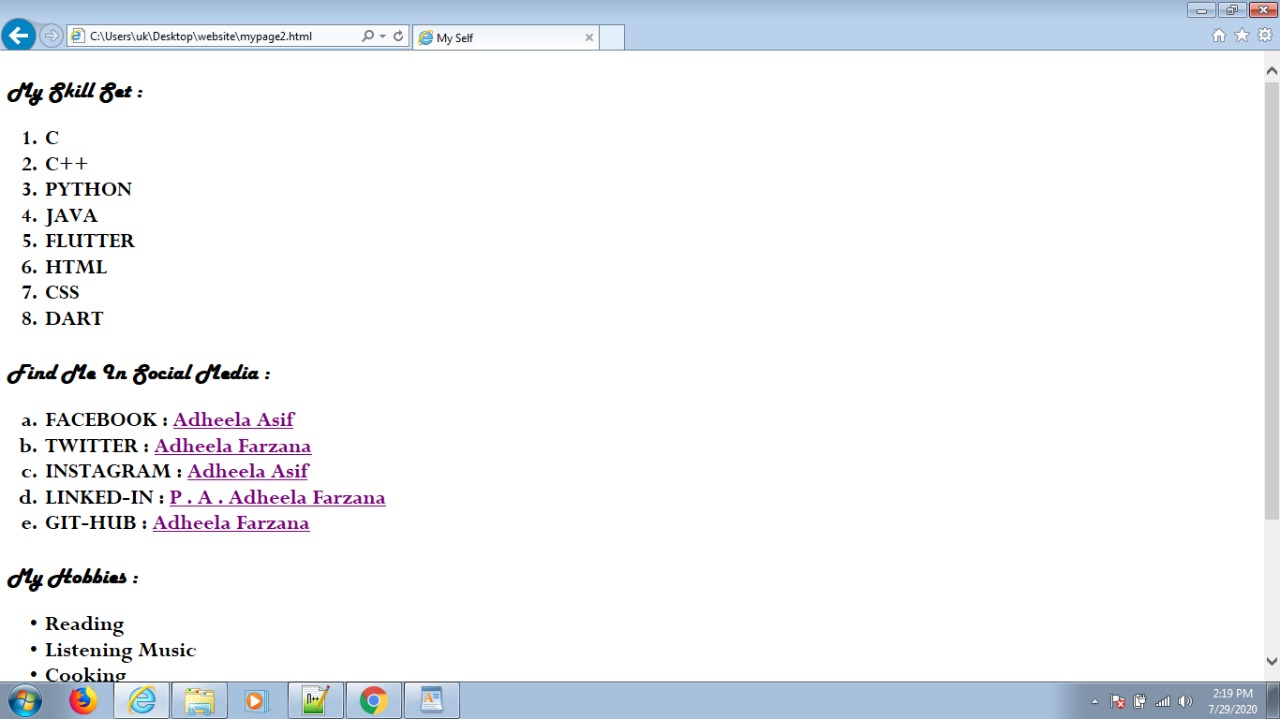 C:\Users\uk\Desktop\website\mypage2.html
My Self
My Skill Set :
1. C
2. C++
3. PYTHON
4. JAVA
5. FLUTTER
6. HTML
7. CSS
8. DART
Find Me In Social Media :
a. FACEBOOK : Adheela Asif
b. TWITTER : Adheela Farzana
c. INSTAGRAM : Adheela Asif
d. LINKED-IN : P . A . Adheela Farzana
e. GIT-HUB : Adheela Farzana
My Hobbies :
• Reading
• Listening Music
• Cooking
2:19 PM
7/29/2020